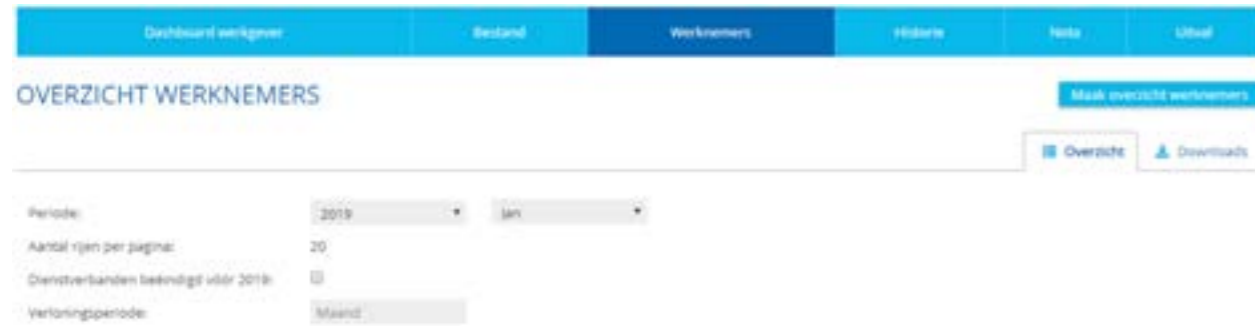 Dashboard werkgever Bestand Werknemers Historie Nota Uitval
OVERZICHT WERKNEMERS
Maak overzicht werknemers
Overzicht Downloads
Periode: 2019 Jan
Aantal rijen per pagina: 20
Dienstverbanden beëindigd vóór 2019:
Verloningsperiode: Maand